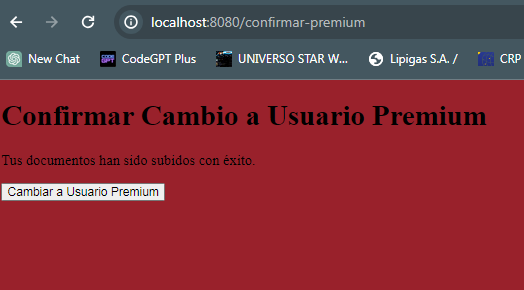 localhost:8080/confirmar-premium
New Chat CodeGPT Plus UNIVERSO STAR W... Lipigas S.A. / CRP
Confirmar Cambio a Usuario Premium
Tus documentos han sido subidos con éxito.
Cambiar a Usuario Premium